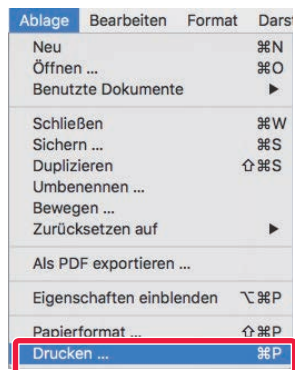 Ablage Bearbeiten Format Dars
Neu ⌘N
Öffnen ... ⌘O
Benutzte Dokumente ▶
Schließen ⌘W
Sichern ... ⌘S
Duplizieren ⇧⌘S
Umbenennen ...
Bewegen ...
Zurücksetzen auf ▶
Als PDF exportieren ...
Eigenschaften einblenden ⌥⌘P
Papierformat ... ⇧⌘P
Drucken ... ⌘P